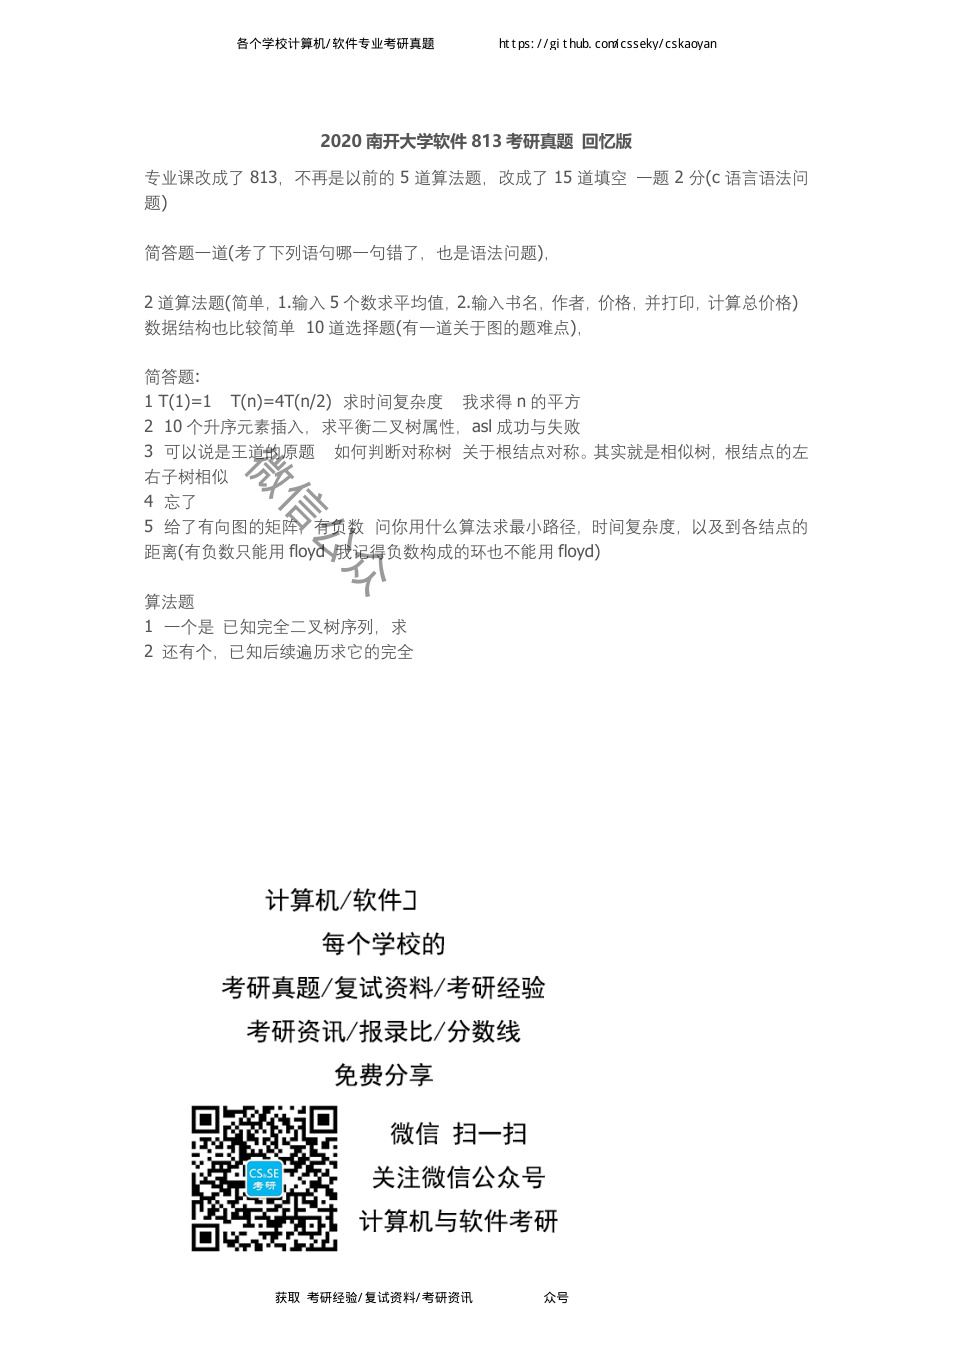 各个学校计算机/软件专业考研真题 https://github.com/csseky/cskaoyan
2020 南开大学软件 813 考研真题 回忆版
专业课改成了 813，不再是以前的 5 道算法题，改成了 15 道填空 一题 2 分(c 语言语法问
题)
简答题一道(考了下列语句哪一句错了，也是语法问题)，
2 道算法题(简单，1.输入 5 个数求平均值，2.输入书名，作者，价格，并打印，计算总价格)
数据结构也比较简单 10 道选择题(有一道关于图的题难点)，
简答题:
1 T(1)=1 T(n)=4T(n/2) 求时间复杂度 我求得 n 的平方
2 10 个升序元素插入，求平衡二叉树属性，asl 成功与失败
3 可以说是王道的原题 如何判断对称树 关于根结点对称。其实就是相似树，根结点的左
右子树相似
4 忘了
5 给了有向图的矩阵，有负数 问你用什么算法求最小路径，时间复杂度，以及到各结点的
距离(有负数只能用 floyd 我记得负数构成的环也不能用 floyd)
微信公众
算法题
1 一个是 已知完全二叉树序列，求
2 还有个，已知后续遍历求它的完全
计算机/软件
每个学校的
考研真题/复试资料/考研经验
考研资讯/报录比/分数线
免费分享
CS&SE
考研
微信 扫一扫
关注微信公众号
计算机与软件考研
获取 考研经验/复试资料/考研资讯 众号